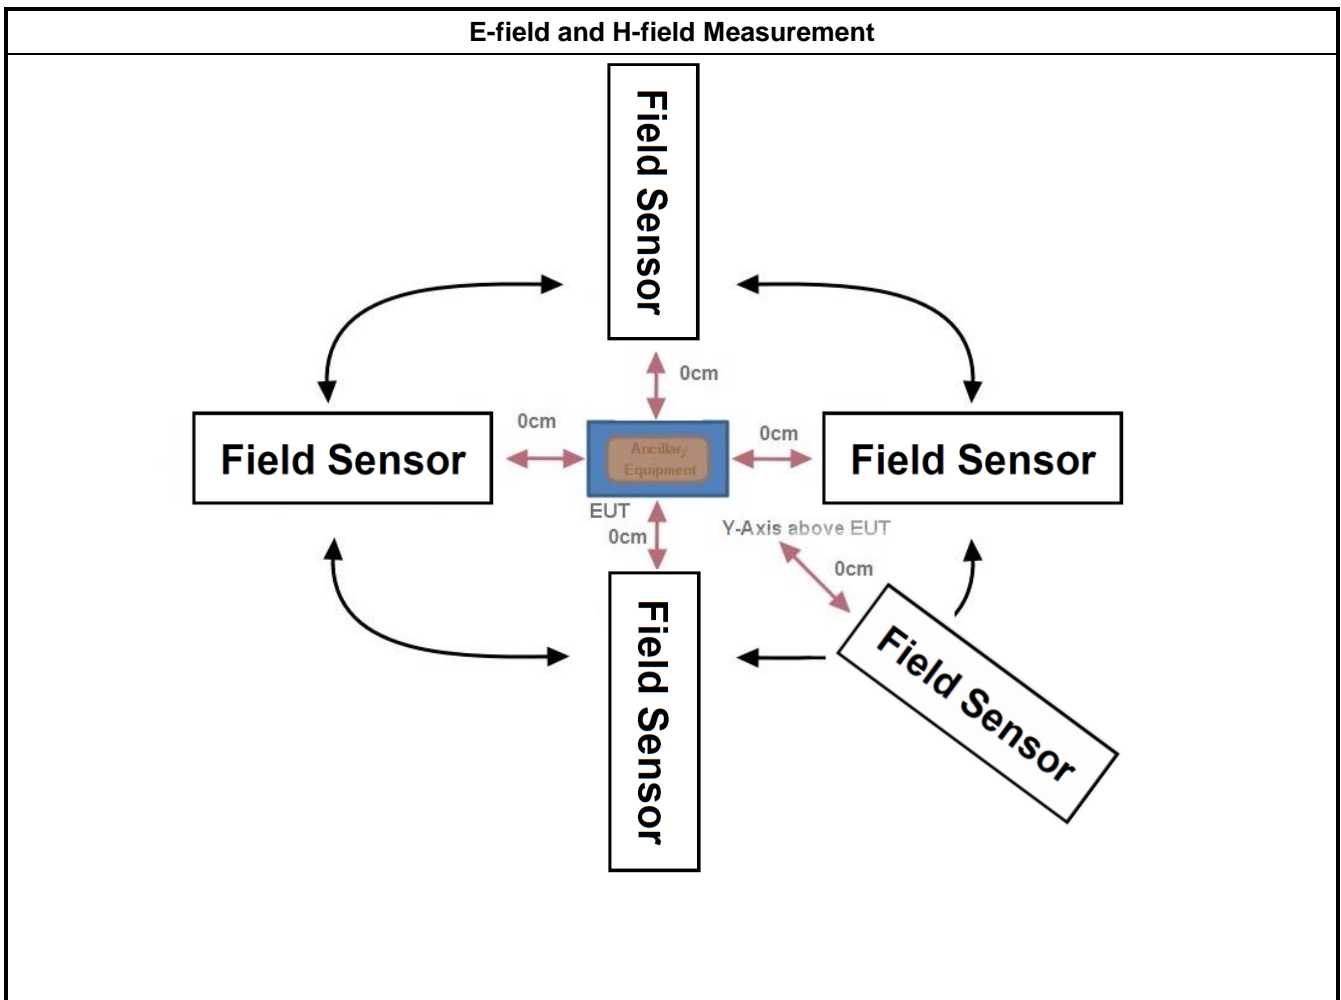 E-field and H-field Measurement
Field Sensor
0cm
0cm
0cm
Field Sensor
Ancillary
Equipment
Field Sensor
EUT
0cm
Y-Axis above EUT
0cm
Field Sensor
Field Sensor